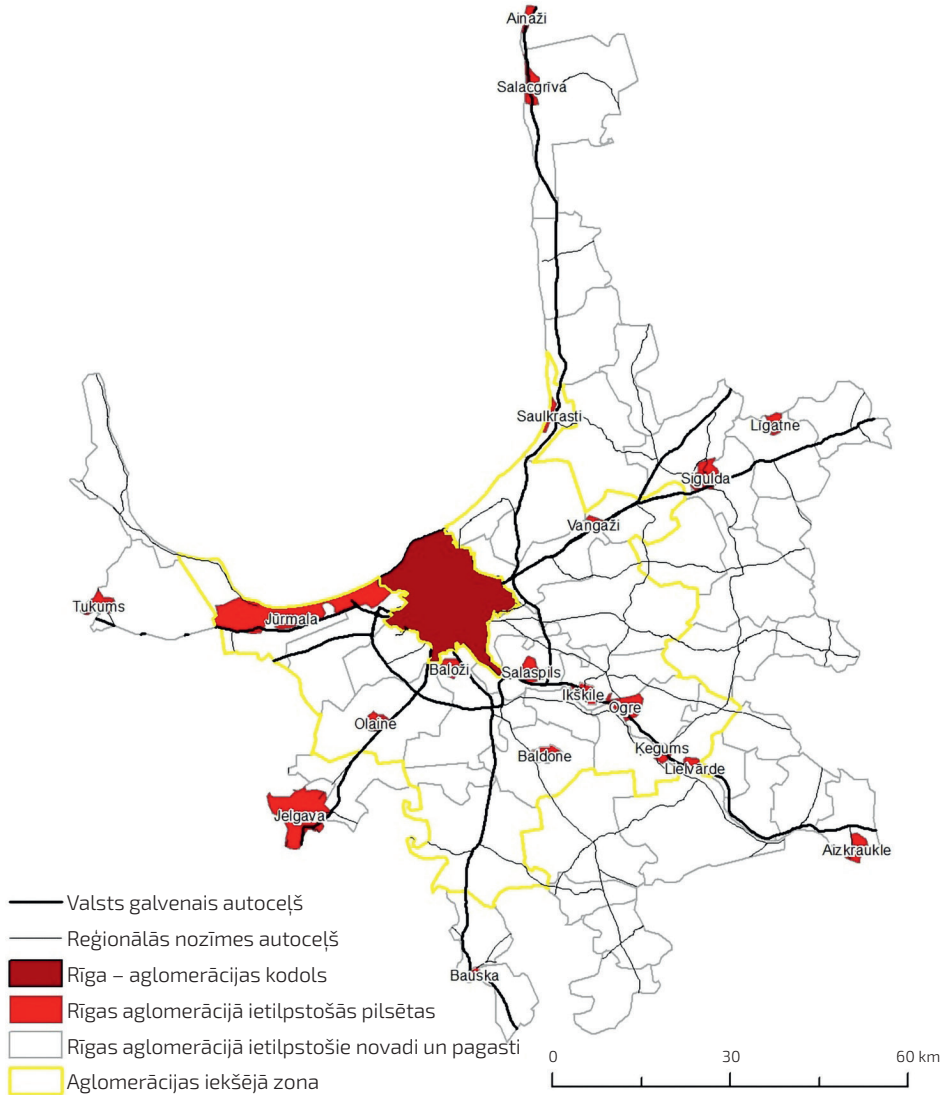 Ainaži
Salacgrīva
Saulkrasti
Līgatne
Sigulda
Vangaži
Tukums
Jūrmala
Baloži
Salaspils
Ikšķile
Ogre
Olaine
Baldone
Ķegums
Lielvārde
Jelgava
Aizkraukle
Bauska
Valsts galvenais autoceļš
Reģionālās nozīmes autoceļš
Rīga – aglomerācijas kodols
Rīgas aglomerācijā ietilpstošās pilsētas
Rīgas aglomerācijā ietilpstošie novadi un pagasti
Aglomerācijas iekšējā zona
0 30 60 km